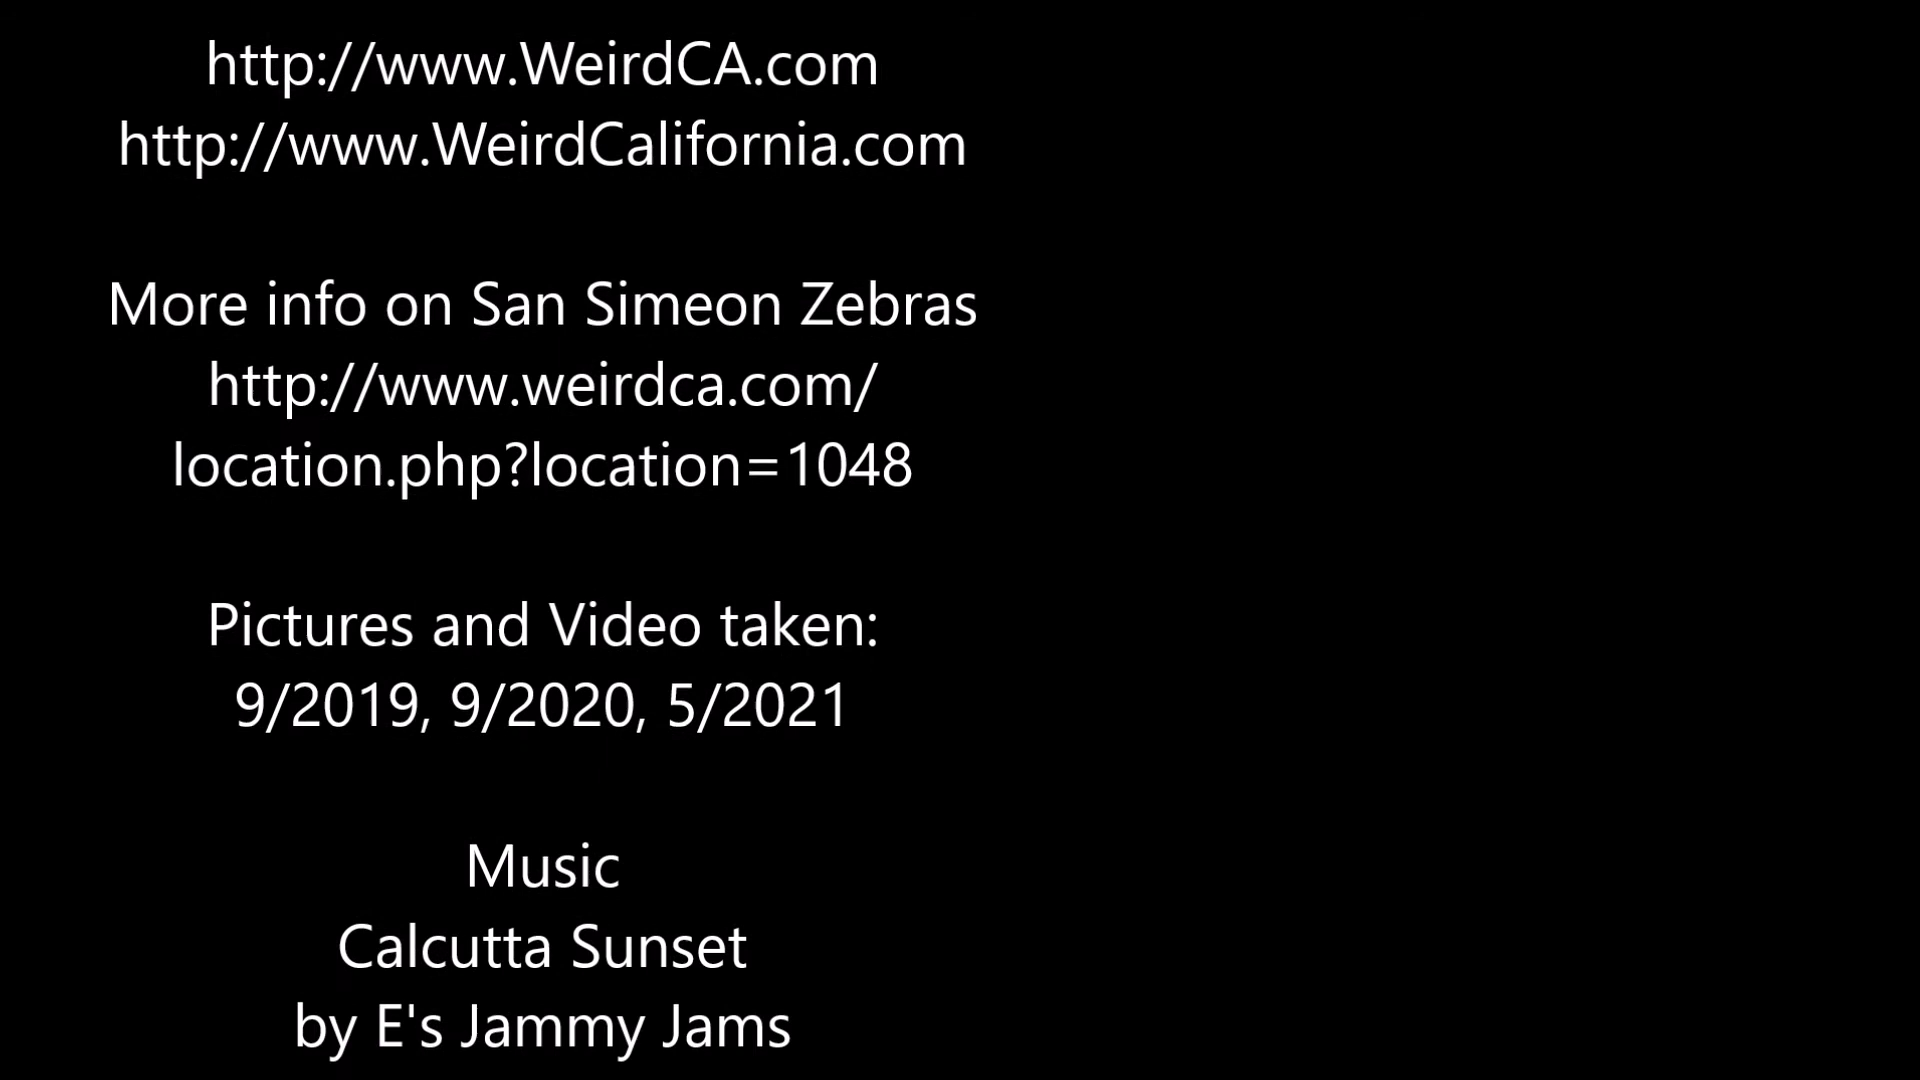 http://www.WeirdCA.com
http://www.WeirdCalifornia.com
More info on San Simeon Zebras
http://www.weirdca.com/
location.php?location=1048
Pictures and Video taken:
9/2019, 9/2020, 5/2021
Music
Calcutta Sunset
by E's Jammy Jams